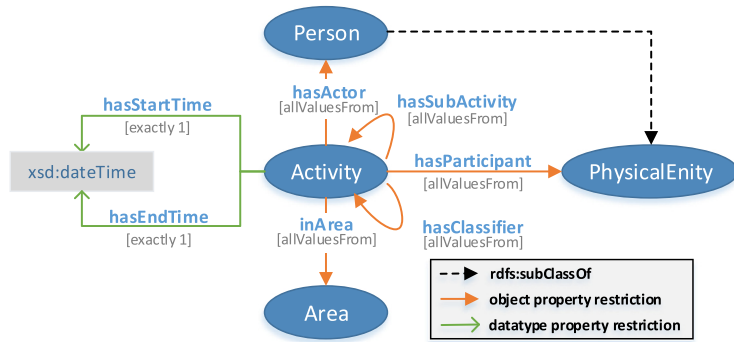 Person
hasActor
[allValuesFrom]
hasSubActivity
[allValuesFrom]
hasStartTime
[exactly 1]
xsd:dateTime
Activity
hasParticipant
[allValuesFrom]
PhysicalEnity
hasEndTime
[exactly 1]
inArea
[allValuesFrom]
hasClassifier
[allValuesFrom]
Area
rdfs:subClassOf
object property restriction
datatype property restriction